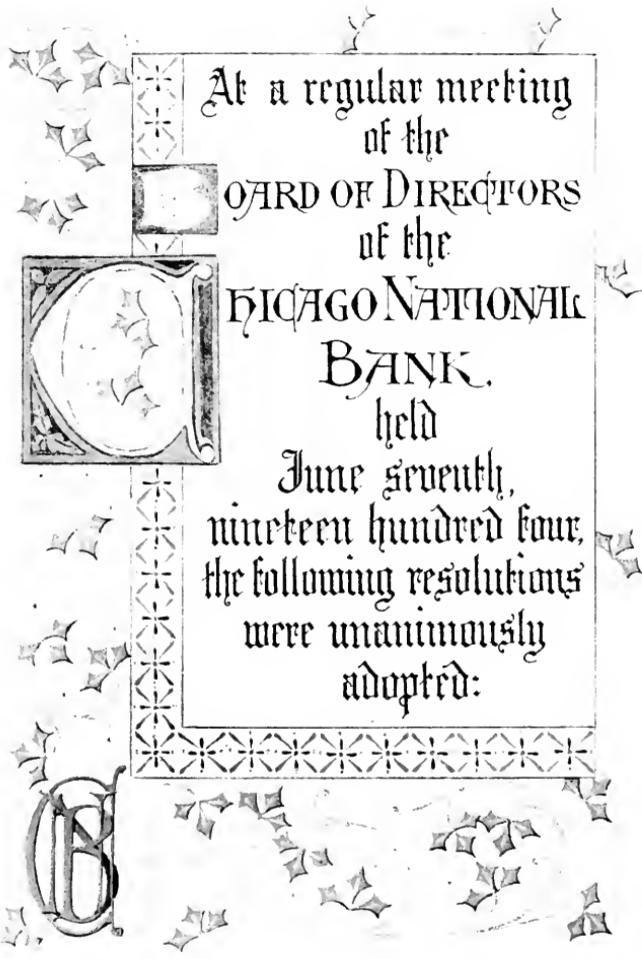 At a regular meeting
of the
BOARD OF DIRECTORS
of the
CHICAGO NATIONAL
BANK.
held
June seventh,
nineteen hundred four,
the following resolutions
were unanimously
adopted: